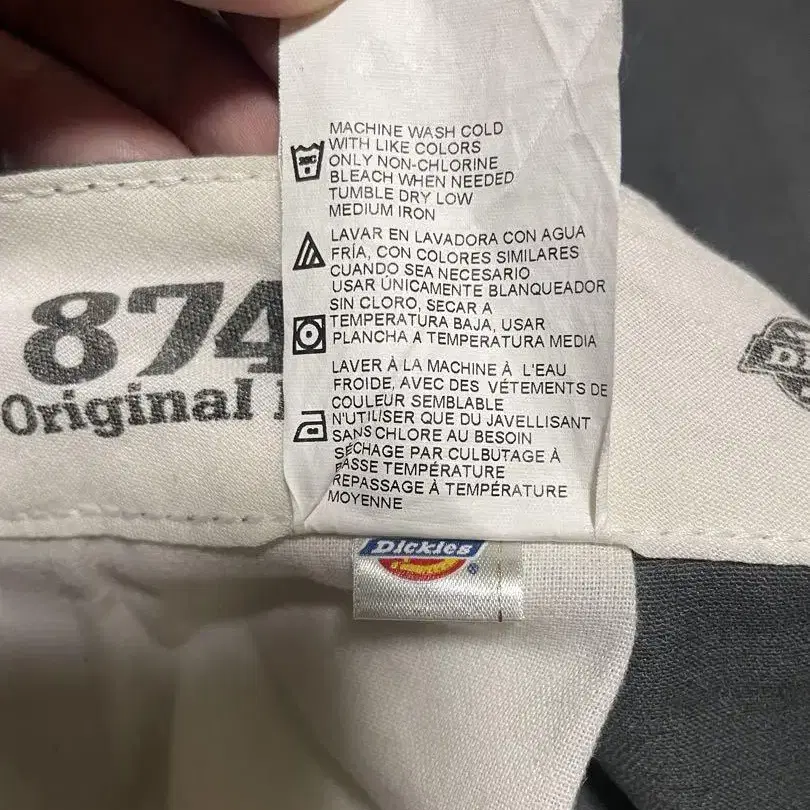 MACHINE WASH COLD
WITH LIKE COLORS
ONLY NON-CHLORINE
BLEACH WHEN NEEDED
TUMBLE DRY LOW
MEDIUM IRON
LAVAR EN LAVADORA CON AGUA
FRÍA, CON COLORES SIMILARES
CUANDO SEA NECESARIO
USAR ÚNICAMENTE BLANQUEADOR
SIN CLORO, SECAR A
TEMPERATURA BAJA, USAR
PLANCHA A TEMPERATURA MEDIA
LAVER À LA MACHINE À L'EAU
FROIDE, AVEC DES VÉTEMENTS DE
COULEUR SEMBLABLE
N'UTILISER QUE DU JAVELLISANT
SANS CHLORE AU BESOIN
SÉCHAGE PAR CULBUTAGE À
BASSE TEMPÉRATURE
REPASSAGE À TEMPÉRATURE
MOYENNE
874
Original
Dickies
®